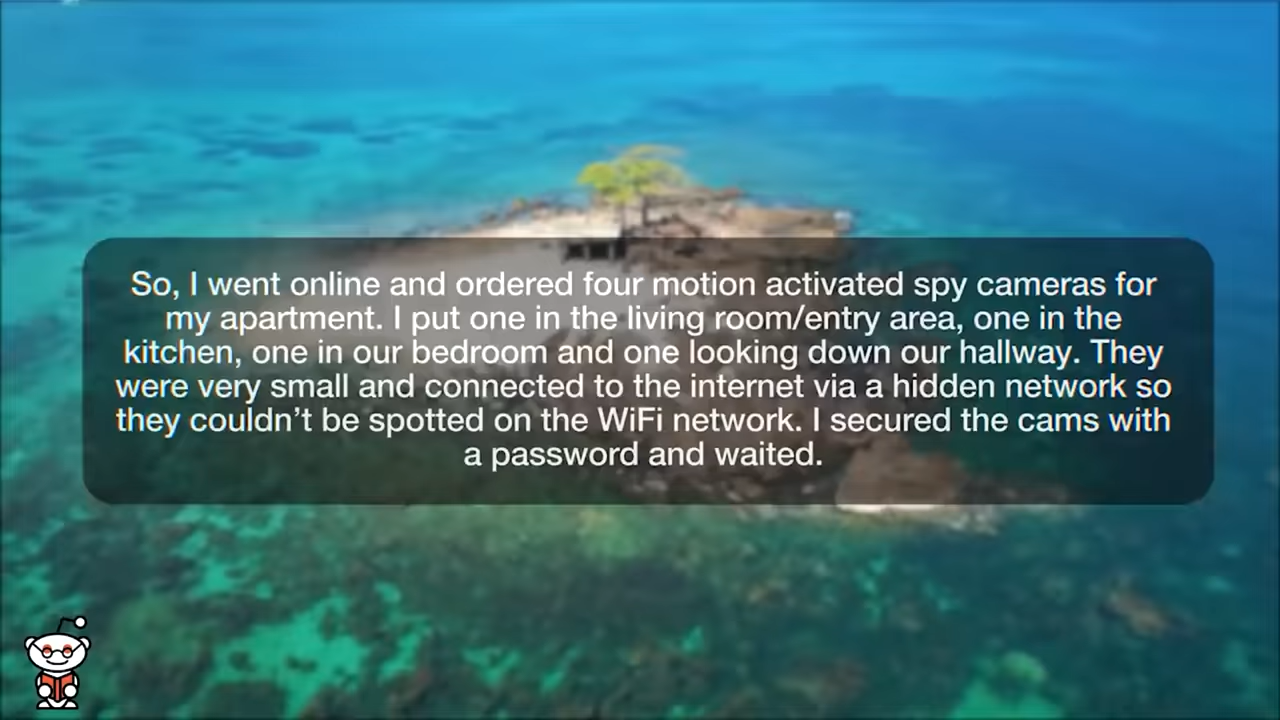 So, I went online and ordered four motion activated spy cameras for
my apartment. I put one in the living room/entry area, one in the
kitchen, one in our bedroom and one looking down our hallway. They
were very small and connected to the internet via a hidden network so
they couldn’t be spotted on the WiFi network. I secured the cams with
a password and waited.